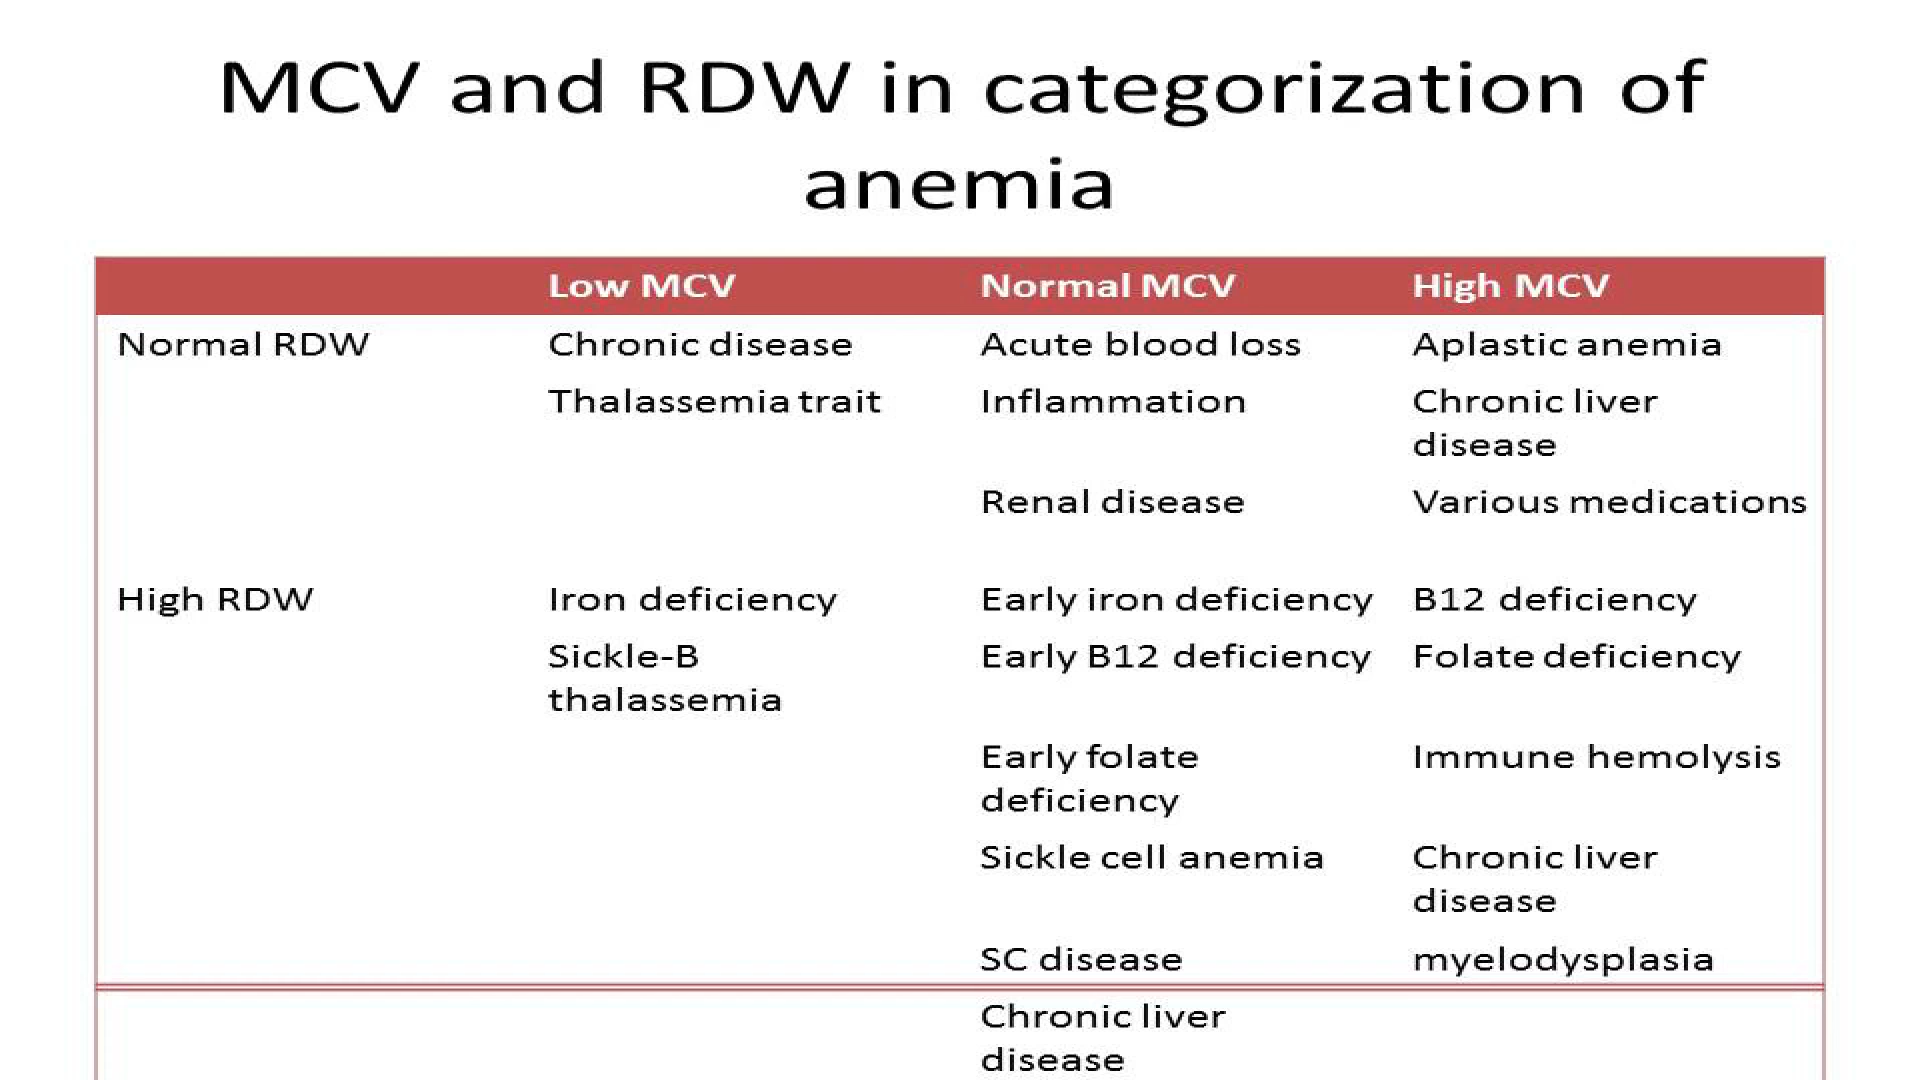 MCV and RDW in categorization of
anemia
Low MCV Normal MCV High MCV
Normal RDW Chronic disease Acute blood loss Aplastic anemia
Thalassemia trait Inflammation Chronic liver
disease
Renal disease Various medications
High RDW Iron deficiency Early iron deficiency B12 deficiency
Sickle-B Early B12 deficiency Folate deficiency
thalassemia
Early folate Immune hemolysis
deficiency
Sickle cell anemia Chronic liver
disease
SC disease myelodysplasia
Chronic liver
disease